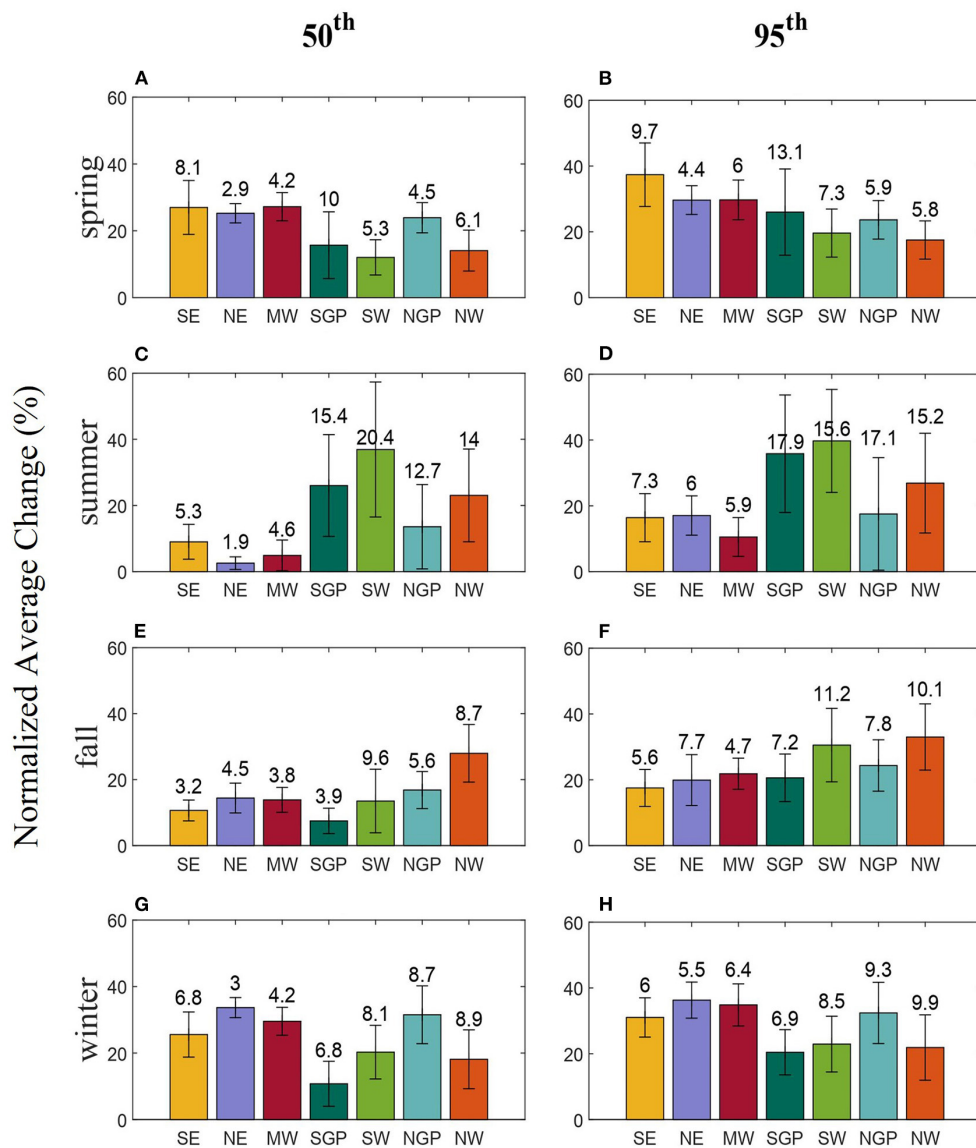 50th 95th
Normalized Average Change (%)
A
spring
60
40
20
0
8.1 2.9 4.2 10 5.3 4.5 6.1
SE NE MW SGP SW NGP NW
B
60
40
20
0
9.7 4.4 6 13.1 7.3 5.9 5.8
SE NE MW SGP SW NGP NW
C
summer
60
40
20
0
5.3 1.9 4.6 15.4 20.4 12.7 14
SE NE MW SGP SW NGP NW
D
60
40
20
0
7.3 6 5.9 17.9 15.6 17.1 15.2
SE NE MW SGP SW NGP NW
E
fall
60
40
20
0
3.2 4.5 3.8 3.9 9.6 5.6 8.7
SE NE MW SGP SW NGP NW
F
60
40
20
0
5.6 7.7 4.7 7.2 11.2 7.8 10.1
SE NE MW SGP SW NGP NW
G
winter
60
40
20
0
6.8 3 4.2 6.8 8.1 8.7 8.9
SE NE MW SGP SW NGP NW
H
60
40
20
0
6 5.5 6.4 6.9 8.5 9.3 9.9
SE NE MW SGP SW NGP NW